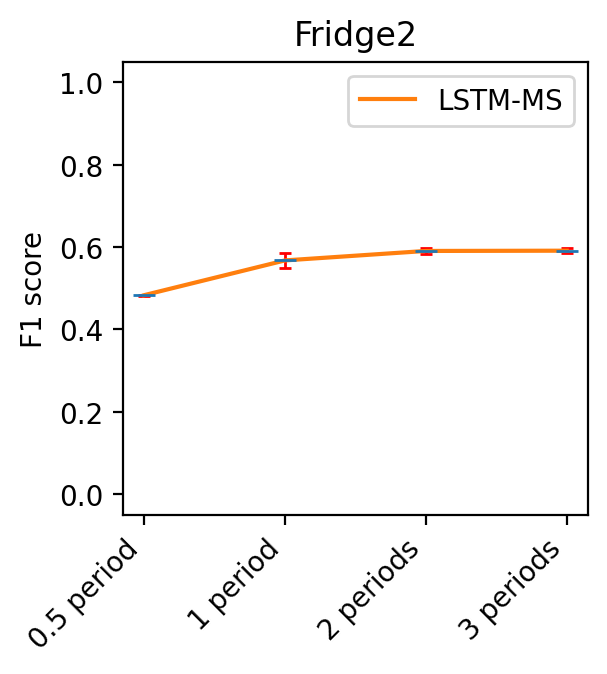 Fridge2
LSTM-MS
F1 score
1.0
0.8
0.6
0.4
0.2
0.0
0.5 period
1 period
2 periods
3 periods